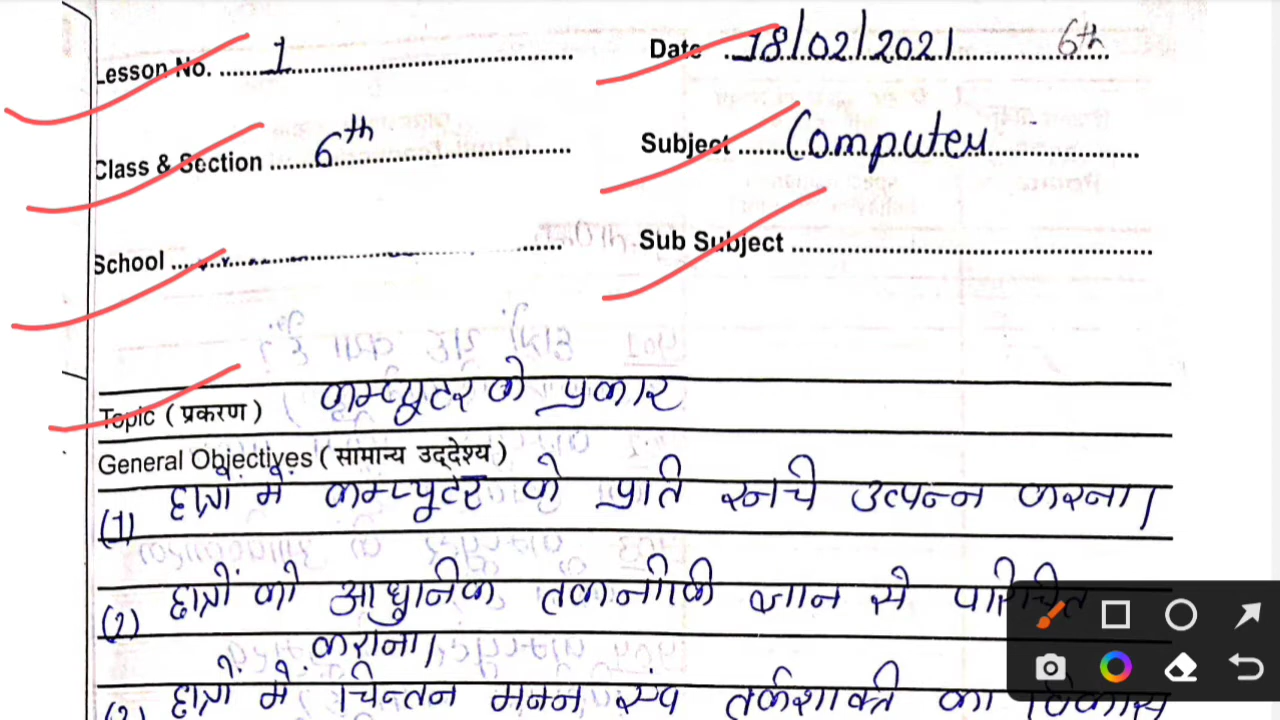 Lesson No. 1 Date 18/02/2021 6th
Class & Section 6th Subject Computer
School Sub Subject
Topic ( प्रकरण ) कम्प्यूटर के प्रकार
General Objectives ( सामान्य उद्देश्य )
(1) छात्रों में कम्प्यूटर के प्रति रूचि उत्पन्न करना।
(2) छात्रों को आधुनिक तकनीकी ज्ञान से परिचित
कराना।
(3) छात्रों में चिन्तन मनन एवं तर्कशक्ति का विकास